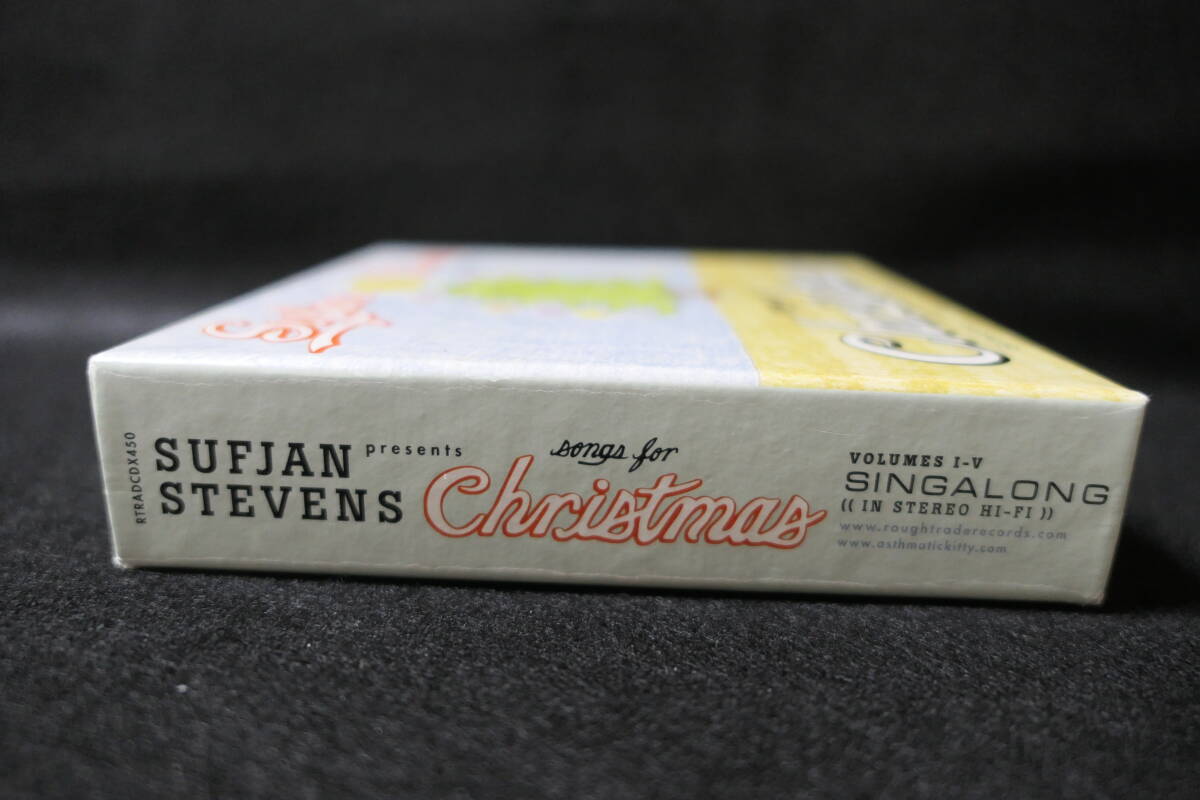 RTRADCDX450
SUFJAN
STEVENS
presents
songs for
Christmas
VOLUMES I-V
SINGALONG
(( IN STEREO HI-FI ))
www.roughtraderecords.com
www.asthmatickitty.com